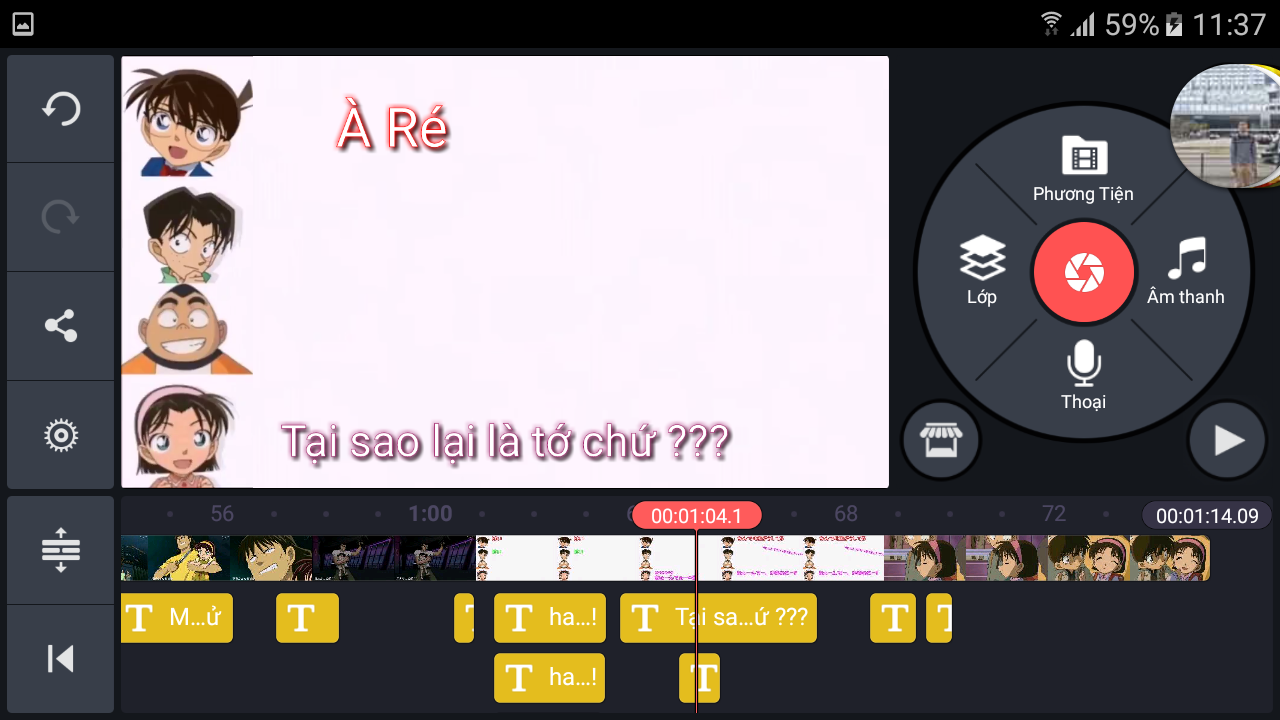 59% 11:37
À Ré
Tại sao lại là tớ chứ ???
Phương Tiện
Lớp
Âm thanh
Thoại
56 1:00 00:01:04.1 68 72 00:01:14.09
T M...ử T T ha...! T Tại sa...ứ ??? T T
T ha...! T